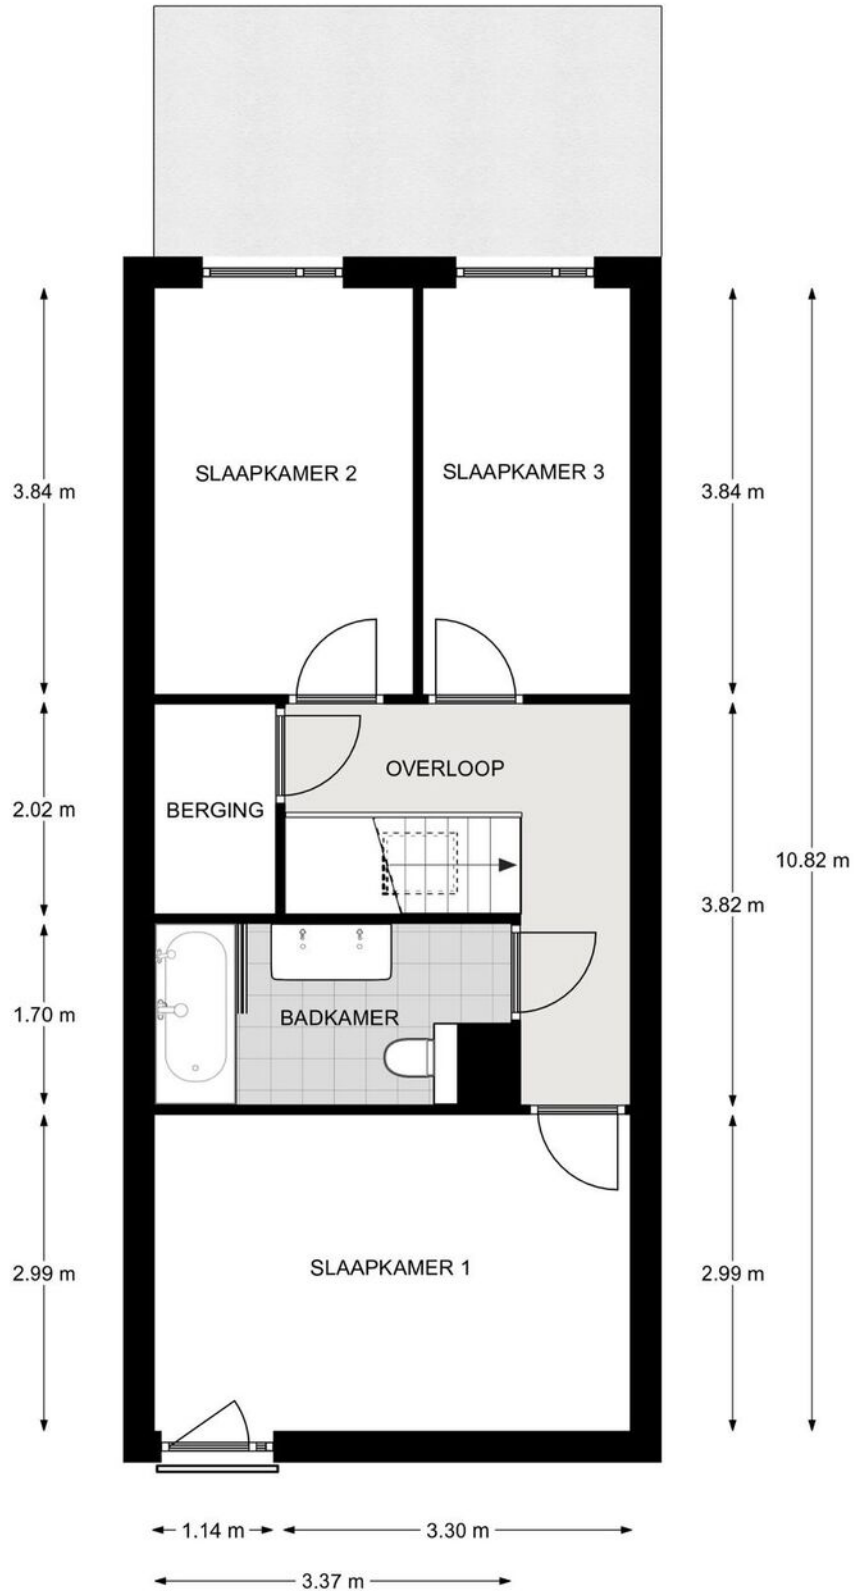 SLAAPKAMER 2
SLAAPKAMER 3
3.84 m
3.84 m
OVERLOOP
BERGING
2.02 m
10.82 m
3.82 m
1.70 m
BADKAMER
SLAAPKAMER 1
2.99 m
2.99 m
1.14 m
3.30 m
3.37 m